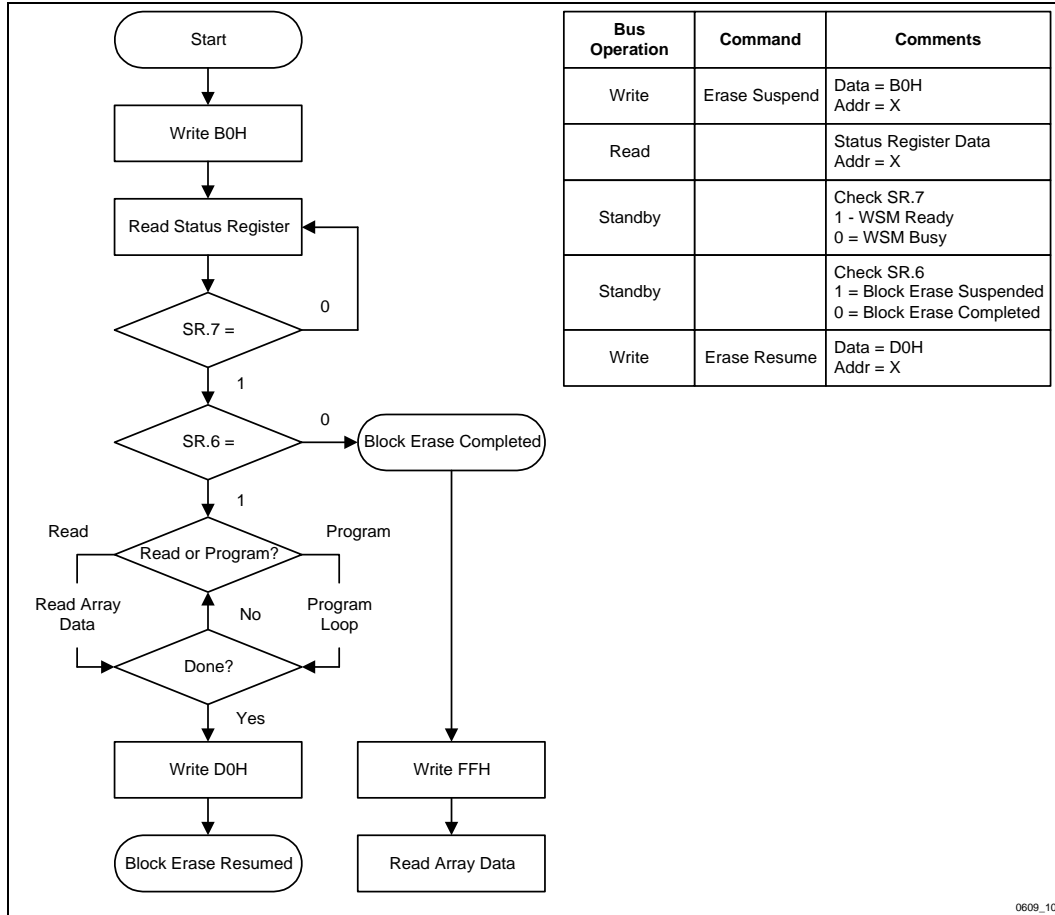 Start
Write B0H
Read Status Register
0
SR.7 =
1
0
SR.6 =
Block Erase Completed
1
Read
Program
Read or Program?
Read Array
Data
No
Program
Loop
Done?
Yes
Write D0H
Write FFH
Block Erase Resumed
Read Array Data
Bus
Operation
Command
Comments
Write
Erase Suspend
Data = B0H
Addr = X
Read
Status Register Data
Addr = X
Standby
Check SR.7
1 - WSM Ready
0 = WSM Busy
Standby
Check SR.6
1 = Block Erase Suspended
0 = Block Erase Completed
Write
Erase Resume
Data = D0H
Addr = X
0609_10